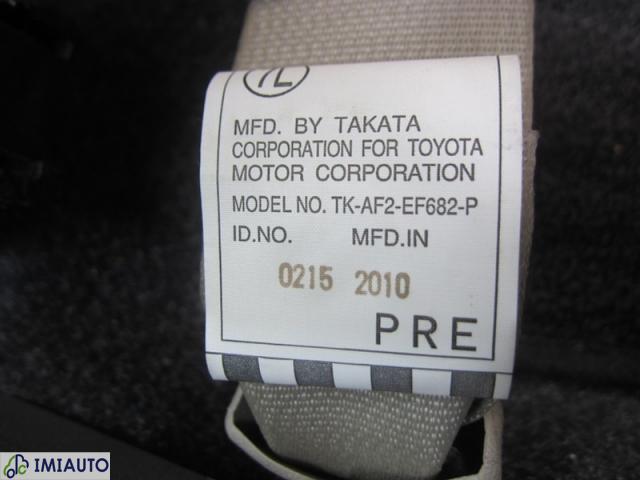 7L
MFD. BY TAKATA
CORPORATION FOR TOYOTA
MOTOR CORPORATION
MODEL NO. TK-AF2-EF682-P
ID.NO. MFD.IN
0215 2010
PRE
IMIAUTO